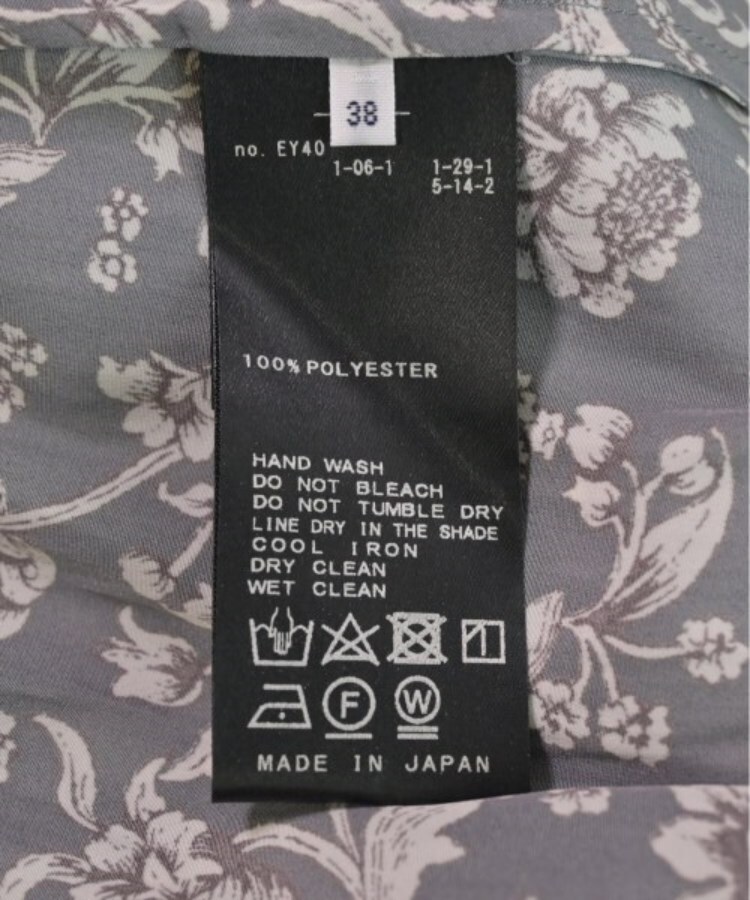 38
no. EY40
1-06-1 1-29-1
5-14-2
100% POLYESTER
HAND WASH
DO NOT BLEACH
DO NOT TUMBLE DRY
LINE DRY IN THE SHADE
COOL IRON
DRY CLEAN
WET CLEAN
F W
MADE IN JAPAN